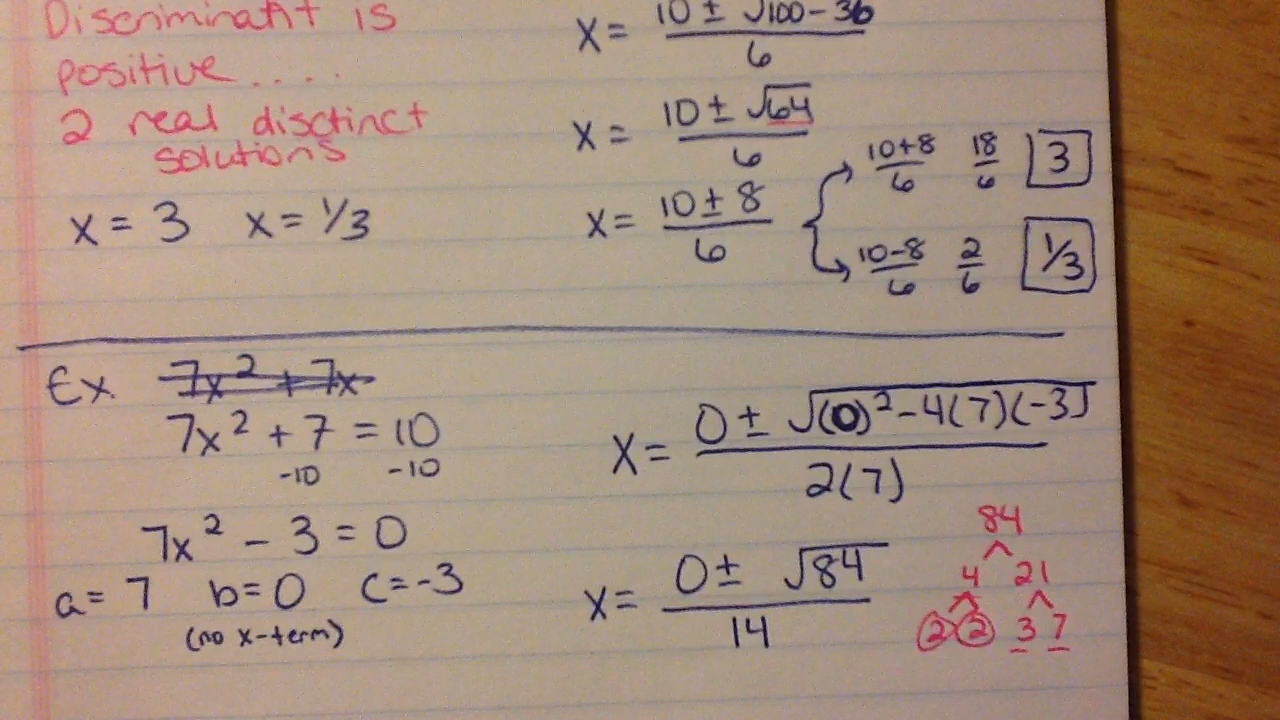 Discriminant is
positive....
2 real disctinct
solutions
x = 3 x = 1/3
x = 10 ± √100 - 36 / 6
x = 10 ± √64 / 6
x = 10 ± 8 / 6
10+8/6 18/6 3
10-8/6 2/6 1/3
Ex. 7x² + 7x
7x² + 7 = 10
-10 -10
7x² - 3 = 0
a = 7 b = 0 c = -3
(no x-term)
x = 0 ± √(0)² - 4(7)(-3) / 2(7)
x = 0 ± √84 / 14
84
4 21
2 2 3 7